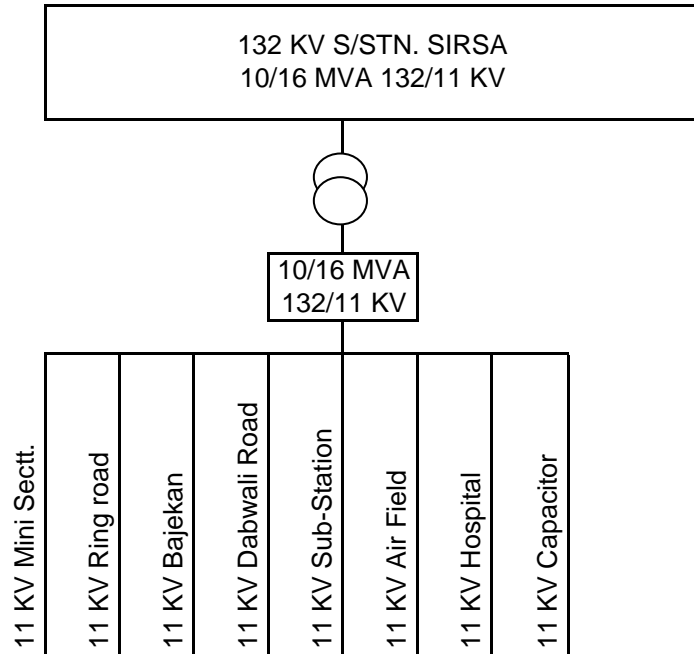 132 KV S/STN. SIRSA
10/16 MVA 132/11 KV
10/16 MVA
132/11 KV
11 KV Mini Sectt.
11 KV Ring road
11 KV Bajekan
11 KV Dabwali Road
11 KV Sub-Station
11 KV Air Field
11 KV Hospital
11 KV Capacitor